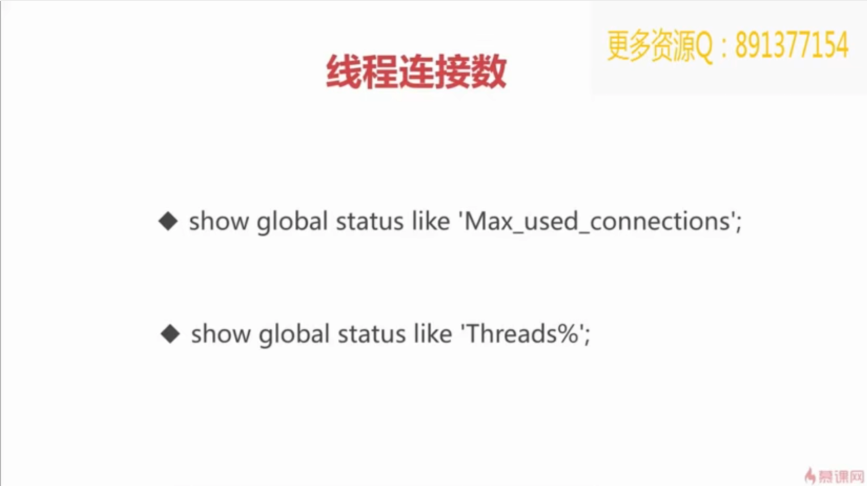 更多资源Q：891377154
线程连接数
◆ show global status like 'Max_used_connections';
◆ show global status like 'Threads%';
慕课网